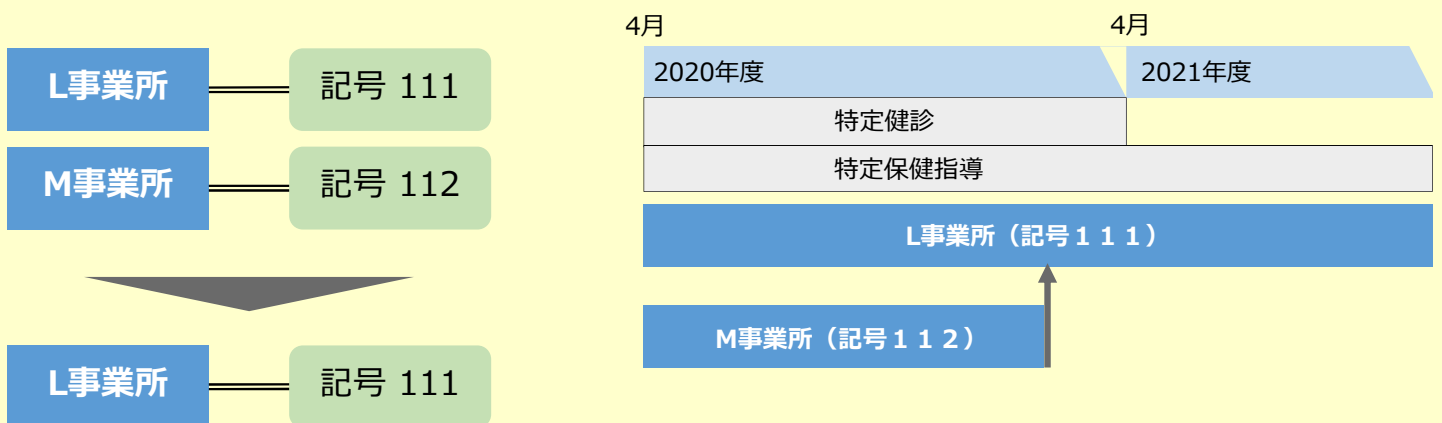 L事業所
記号 111
M事業所
記号 112
L事業所
記号 111
4月
4月
2020年度
2021年度
特定健診
特定保健指導
L事業所（記号１１１）
M事業所（記号１１２）